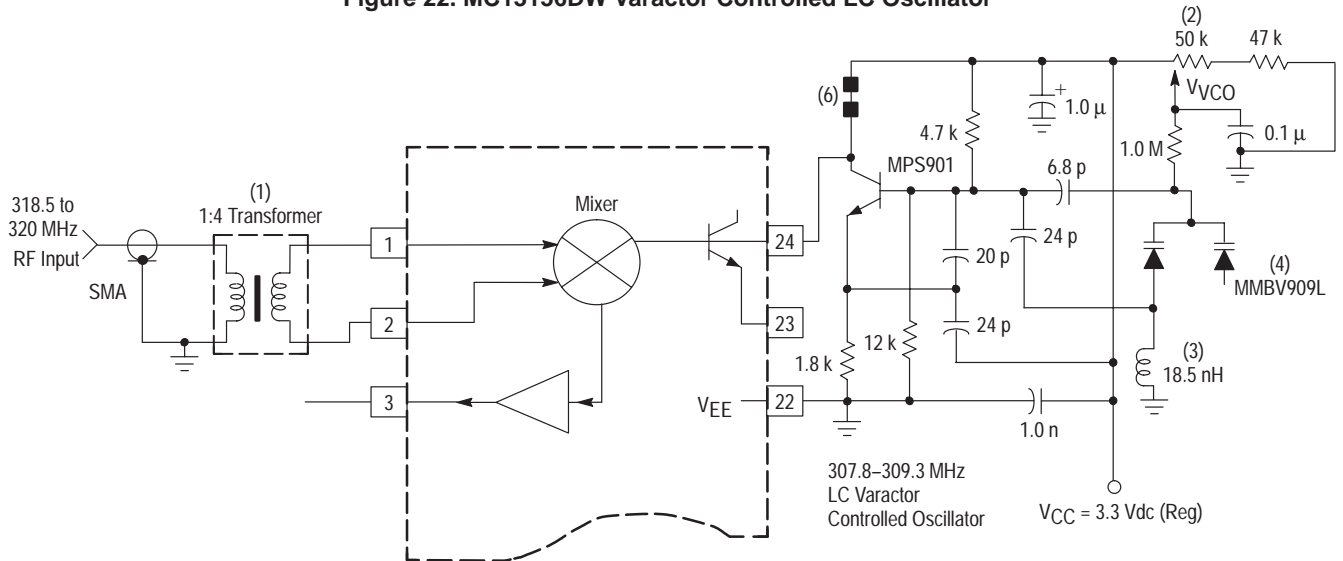 Figure 22. MC13156DW Varactor Controlled LC Oscillator
(2)
50 k
47 k
VVCO
(6)
+
1.0 µ
4.7 k
0.1 µ
1.0 M
MPS901
6.8 p
318.5 to
320 MHz
RF Input
(1)
1:4 Transformer
Mixer
1
24
24 p
20 p
(4)
MMBV909L
SMA
2
23
24 p
12 k
1.8 k
(3)
18.5 nH
3
VEE
22
1.0 n
307.8–309.3 MHz
LC Varactor
Controlled Oscillator
VCC = 3.3 Vdc (Reg)